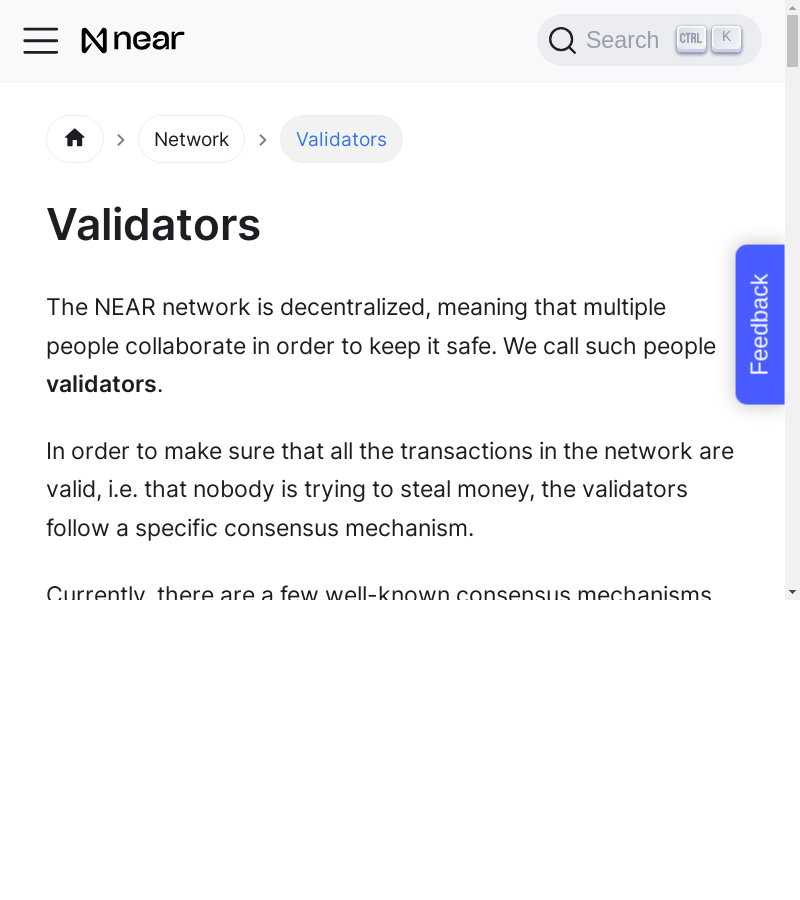 near
Search CTRL K
Network
Validators
Validators
Feedback
The NEAR network is decentralized, meaning that multiple
people collaborate in order to keep it safe. We call such people
validators.
In order to make sure that all the transactions in the network are
valid, i.e. that nobody is trying to steal money, the validators
follow a specific consensus mechanism.
Currently, there are a few well-known consensus mechanisms